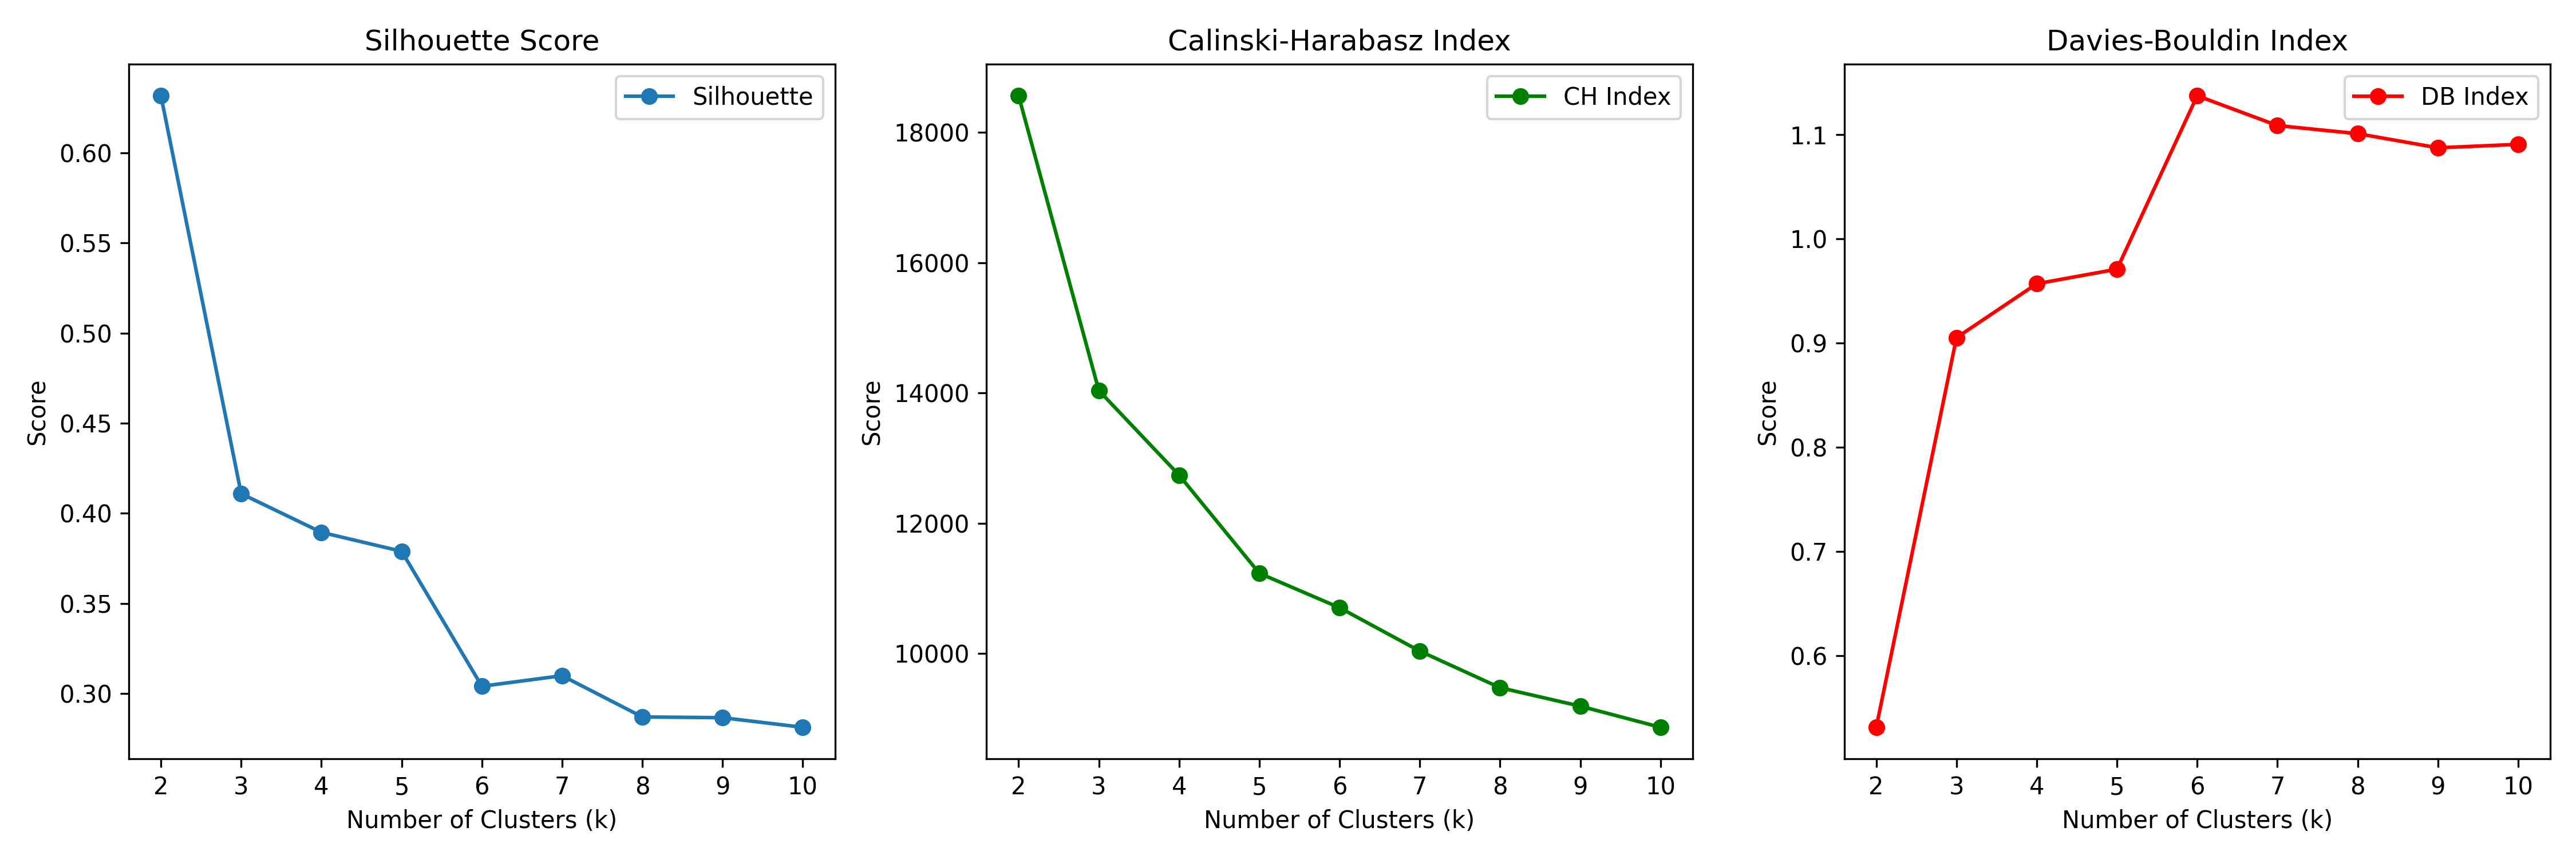 Silhouette Score
Silhouette
0.60
0.55
0.50
0.45
0.40
0.35
0.30
Score
2 3 4 5 6 7 8 9 10
Number of Clusters (k)
Calinski-Harabasz Index
CH Index
18000
16000
14000
12000
10000
Score
2 3 4 5 6 7 8 9 10
Number of Clusters (k)
Davies-Bouldin Index
DB Index
1.1
1.0
0.9
0.8
0.7
0.6
Score
2 3 4 5 6 7 8 9 10
Number of Clusters (k)